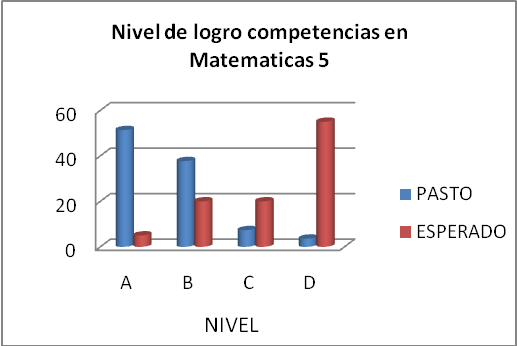 Nivel de logro competencias en
Matematicas 5
60
40
20
0
A B C D
NIVEL
PASTO
ESPERADO